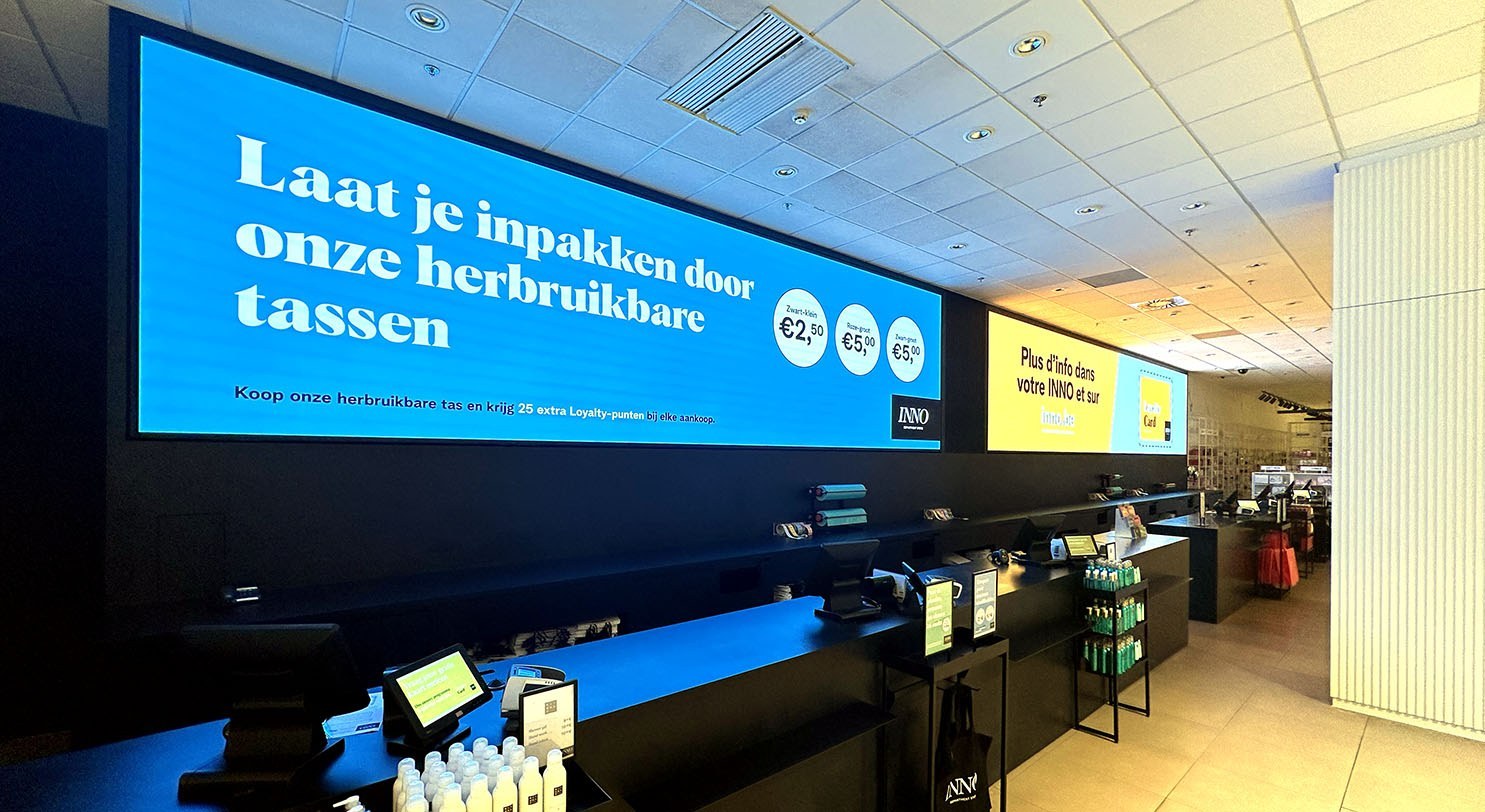 Laat je inpakken door
onze herbruikbare
tassen
Zwart-klein
€2,50
Roze-groot
€5,00
Zwart-groot
€5,00
Koop onze herbruikbare tas en krijg 25 extra Loyalty-punten bij elke aankoop.
INNO
Plus d'info dans
votre INNO et sur
Card
Card
INNO